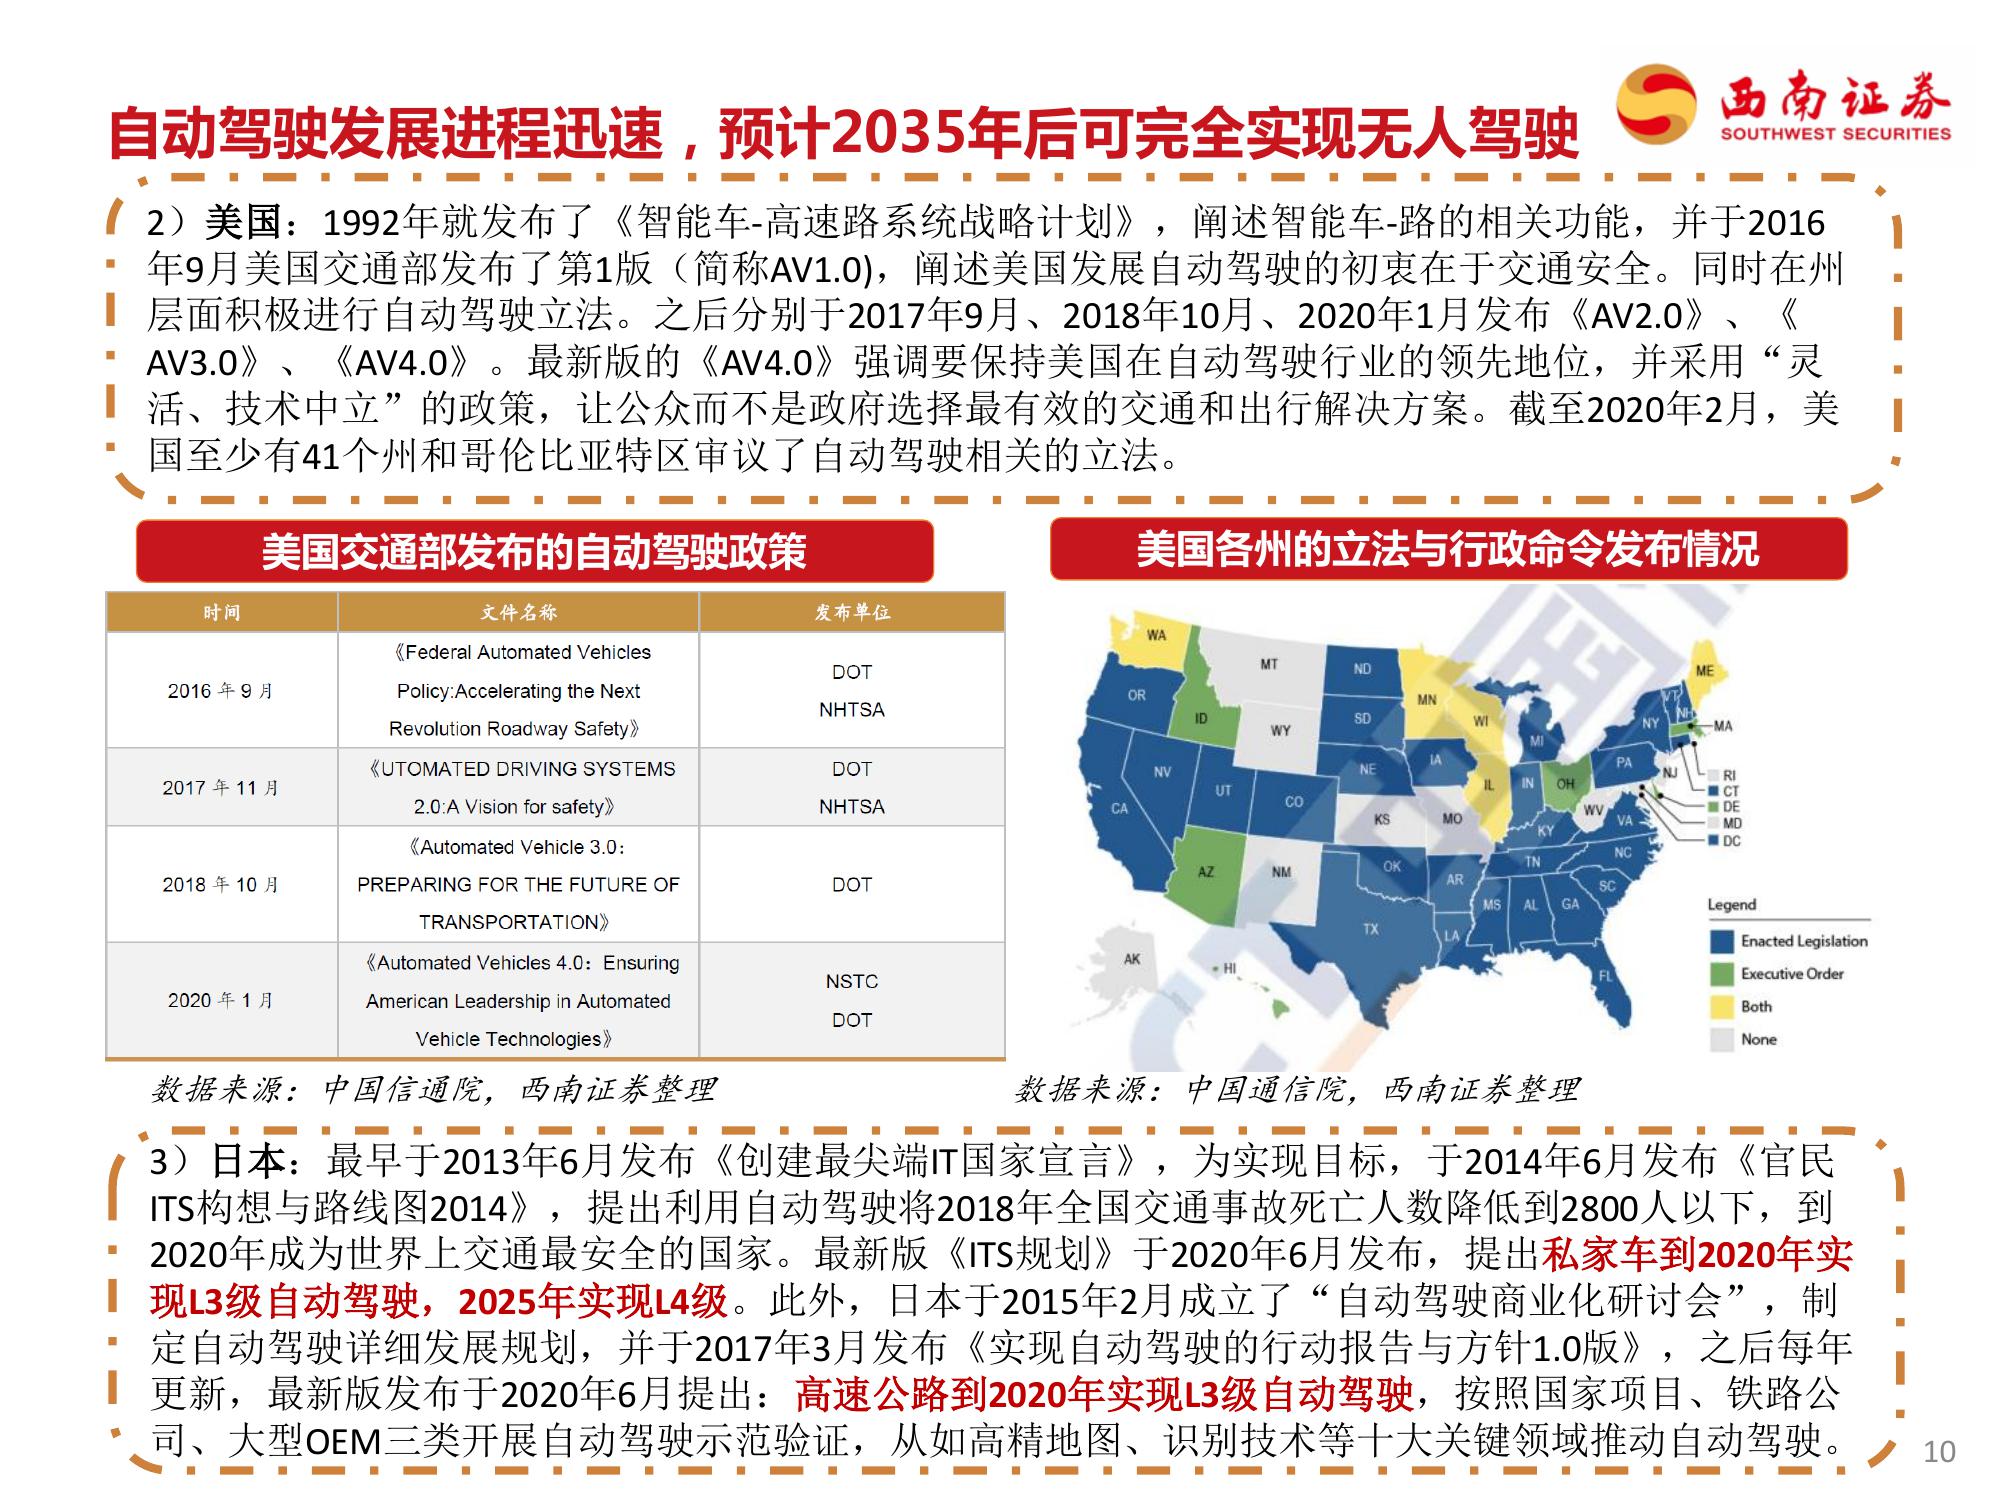 自动驾驶发展进程迅速，预计2035年后可完全实现无人驾驶
西南证券
SOUTHWEST SECURITIES
2）美国：1992年就发布了《智能车-高速路系统战略计划》，阐述智能车-路的相关功能，并于2016
年9月美国交通部发布了第1版（简称AV1.0)，阐述美国发展自动驾驶的初衷在于交通安全。同时在州
层面积极进行自动驾驶立法。之后分别于2017年9月、2018年10月、2020年1月发布《AV2.0》、《
AV3.0》、《AV4.0》。最新版的《AV4.0》强调要保持美国在自动驾驶行业的领先地位，并采用“灵
活、技术中立”的政策，让公众而不是政府选择最有效的交通和出行解决方案。截至2020年2月，美
国至少有41个州和哥伦比亚特区审议了自动驾驶相关的立法。
美国交通部发布的自动驾驶政策
时间 文件名称 发布单位
2016 年 9 月
《Federal Automated Vehicles
Policy:Accelerating the Next
Revolution Roadway Safety》
DOT
NHTSA
2017 年 11 月
《UTOMATED DRIVING SYSTEMS
2.0:A Vision for safety》
DOT
NHTSA
2018 年 10 月
《Automated Vehicle 3.0：
PREPARING FOR THE FUTURE OF
TRANSPORTATION》
DOT
2020 年 1 月
《Automated Vehicles 4.0：Ensuring
American Leadership in Automated
Vehicle Technologies》
NSTC
DOT
数据来源：中国信通院，西南证券整理
美国各州的立法与行政命令发布情况
WA
MT
ND
ME
OR
MN
VT
ID
SD
WI
NY
NH
MA
WY
MI
IA
PA
NE
NV
NJ
RI
UT
IL
IN
OH
CT
CO
CA
DE
WV
KS
MO
VA
MD
KY
DC
NC
TN
OK
AZ
NM
AR
SC
MS
AL
GA
TX
LA
AK
HI
FL
Legend
Enacted Legislation
Executive Order
Both
None
数据来源：中国通信院，西南证券整理
3）日本：最早于2013年6月发布《创建最尖端IT国家宣言》，为实现目标，于2014年6月发布《官民
ITS构想与路线图2014》，提出利用自动驾驶将2018年全国交通事故死亡人数降低到2800人以下，到
2020年成为世界上交通最安全的国家。最新版《ITS规划》于2020年6月发布，提出私家车到2020年实
现L3级自动驾驶，2025年实现L4级。此外，日本于2015年2月成立了“自动驾驶商业化研讨会”，制
定自动驾驶详细发展规划，并于2017年3月发布《实现自动驾驶的行动报告与方针1.0版》，之后每年
更新，最新版发布于2020年6月提出：高速公路到2020年实现L3级自动驾驶，按照国家项目、铁路公
司、大型OEM三类开展自动驾驶示范验证，从如高精地图、识别技术等十大关键领域推动自动驾驶。
10